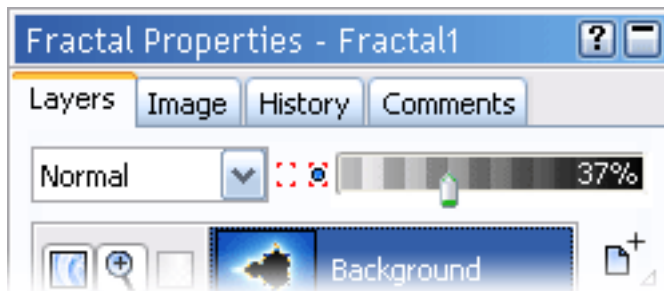 Fractal Properties - Fractal1 ?
Layers Image History Comments
Normal 37%
Background